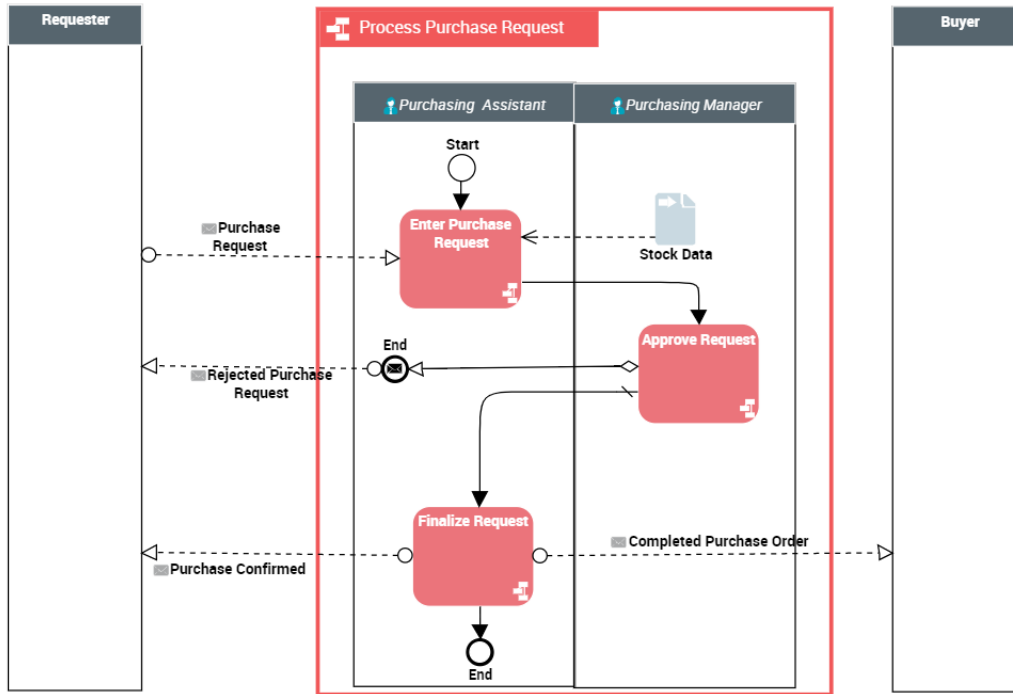 Requester
Process Purchase Request
Buyer
Purchasing Assistant
Purchasing Manager
Start
Enter Purchase
Request
Purchase
Request
Stock Data
End
Approve Request
Rejected Purchase
Request
Finalize Request
Completed Purchase Order
Purchase Confirmed
End